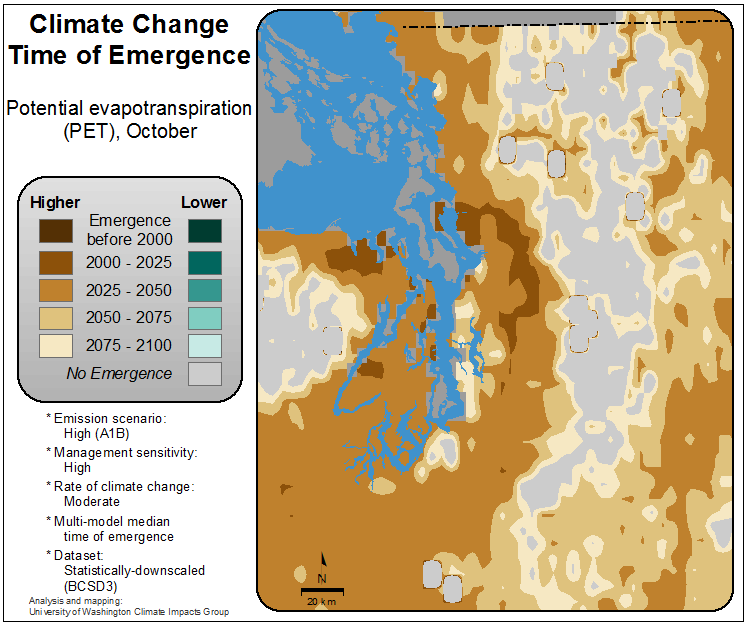 Climate Change
Time of Emergence
Potential evapotranspiration
(PET), October
Higher Lower
Emergence
before 2000
2000 - 2025
2025 - 2050
2050 - 2075
2075 - 2100
No Emergence
* Emission scenario:
High (A1B)
* Management sensitivity:
High
* Rate of climate change:
Moderate
* Multi-model median
time of emergence
* Dataset:
Statistically-downscaled
(BCSD3)
Analysis and mapping:
University of Washington Climate Impacts Group
N
20 km